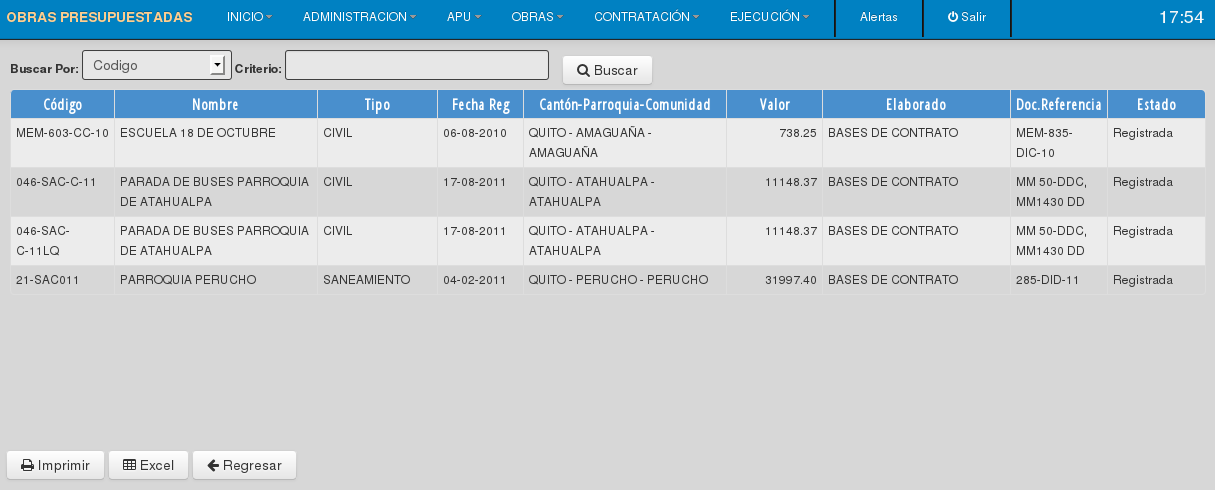 OBRAS PRESUPUESTADAS INICIO ADMINISTRACION APU OBRAS CONTRATACIÓN EJECUCIÓN Alertas Salir 17:54
Buscar Por: Codigo Criterio: Buscar
Código Nombre Tipo Fecha Reg Cantón-Parroquia-Comunidad Valor Elaborado Doc.Referencia Estado
MEM-603-CC-10 ESCUELA 18 DE OCTUBRE CIVIL 06-08-2010 QUITO - AMAGUAÑA - 738.25 BASES DE CONTRATO MEM-835- Registrada
AMAGUAÑA DIC-10
046-SAC-C-11 PARADA DE BUSES PARROQUIA CIVIL 17-08-2011 QUITO - ATAHUALPA - 11148.37 BASES DE CONTRATO MM 50-DDC, Registrada
DE ATAHUALPA ATAHUALPA MM1430 DD
046-SAC- PARADA DE BUSES PARROQUIA CIVIL 17-08-2011 QUITO - ATAHUALPA - 11148.37 BASES DE CONTRATO MM 50-DDC, Registrada
C-11LQ DE ATAHUALPA ATAHUALPA MM1430 DD
21-SAC011 PARROQUIA PERUCHO SANEAMIENTO 04-02-2011 QUITO - PERUCHO - PERUCHO 31997.40 BASES DE CONTRATO 285-DID-11 Registrada
Imprimir Excel Regresar